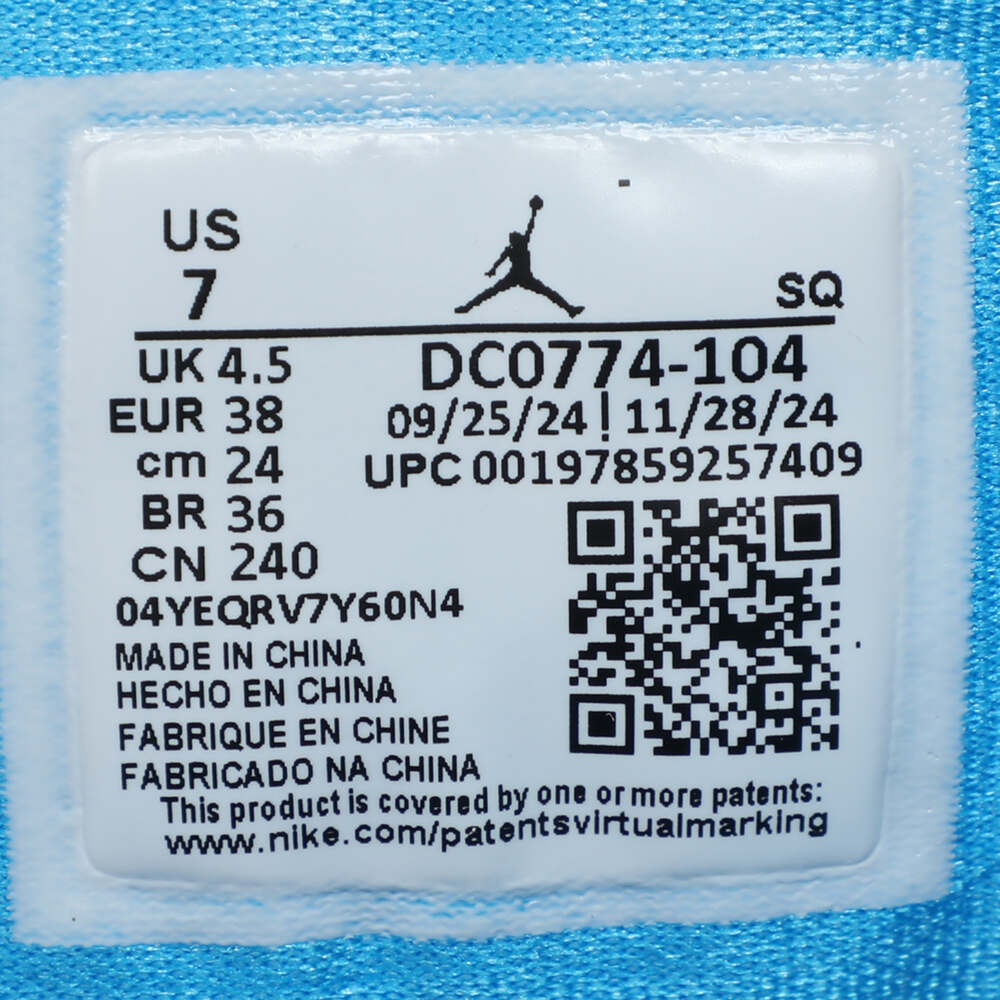 US
7
SQ
UK 4.5
DC0774-104
EUR 38
09/25/24 ! 11/28/24
cm 24
UPC 00197859257409
BR 36
CN 240
04YEQRV7Y60N4
MADE IN CHINA
HECHO EN CHINA
FABRIQUE EN CHINE
FABRICADO NA CHINA
This product is covered by one or more patents:
www.nike.com/patentsvirtualmarking